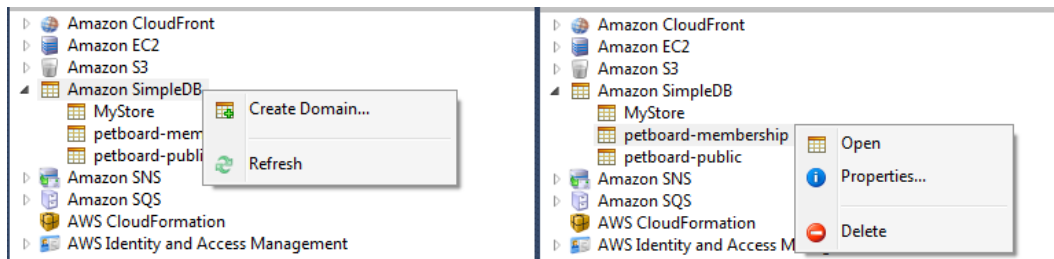 Amazon CloudFront
Amazon EC2
Amazon S3
Amazon SimpleDB
MyStore
petboard-mem
petboard-publi
Amazon SNS
Amazon SQS
AWS CloudFormation
AWS Identity and Access Management
Create Domain...
Refresh
Amazon CloudFront
Amazon EC2
Amazon S3
Amazon SimpleDB
MyStore
petboard-membership
petboard-public
Amazon SNS
Amazon SQS
AWS CloudFormation
AWS Identity and Access M
Open
Properties...
Delete